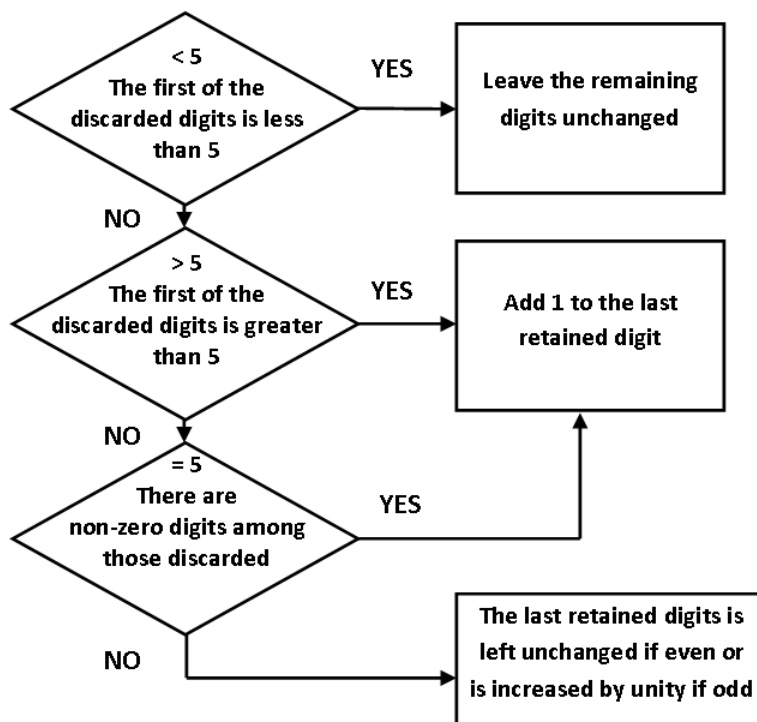 < 5
The first of the
discarded digits is less
than 5
YES
Leave the remaining
digits unchanged
NO
> 5
The first of the
discarded digits is greater
than 5
YES
Add 1 to the last
retained digit
NO
= 5
There are
non-zero digits among
those discarded
YES
NO
The last retained digits is
left unchanged if even or
is increased by unity if odd